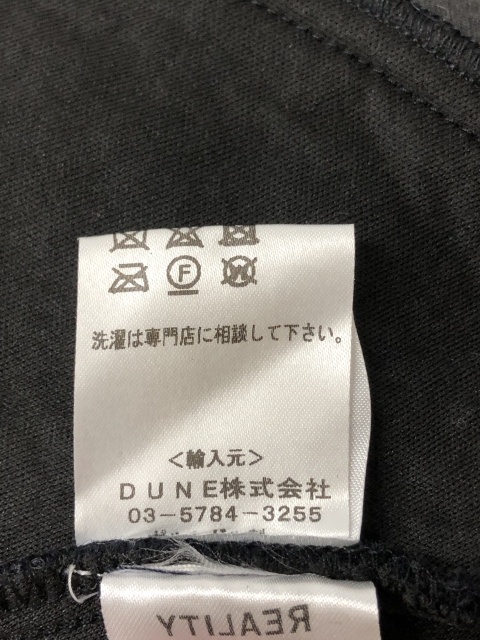 F
W
洗濯は専門店に相談して下さい。
<輸入元>
DUNE株式会社
03-5784-3255
REALITY